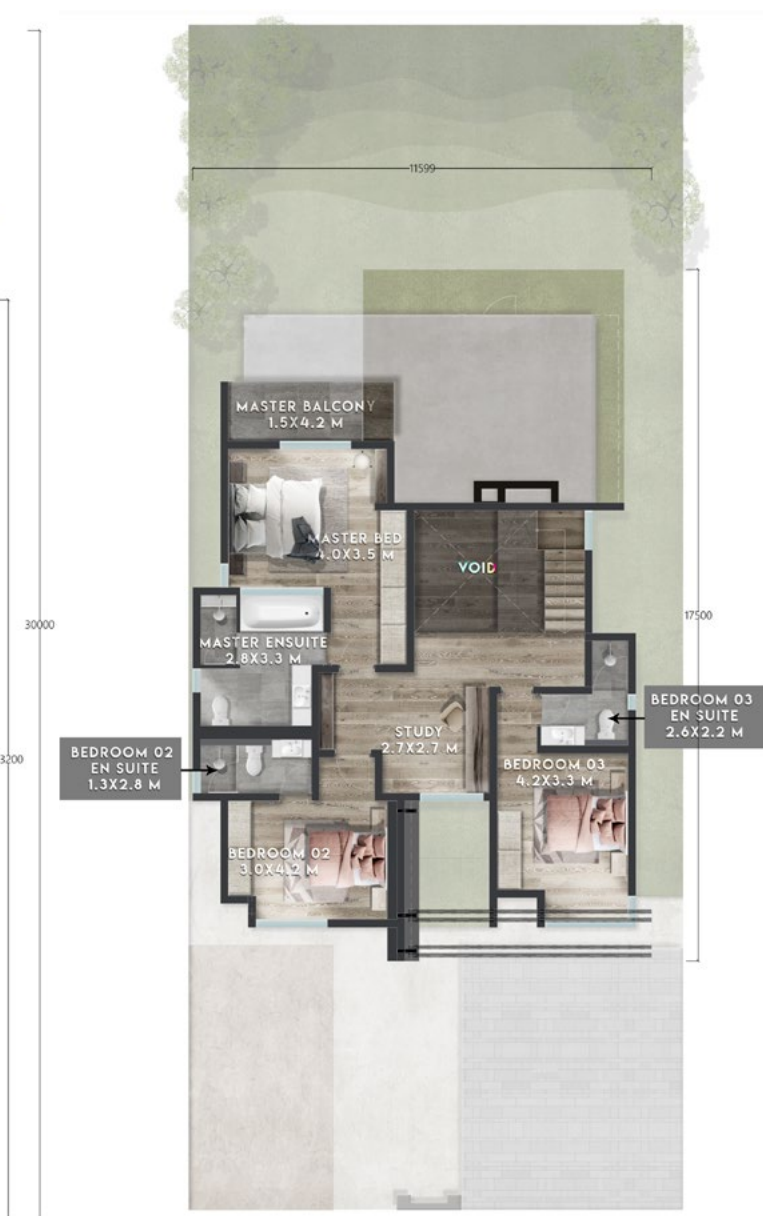 11599
MASTER BALCONY
1.5X4.2 M
MASTER BED
4.0X3.5 M
VOID
30000
17500
MASTER ENSUITE
2.8X3.3 M
BEDROOM 03
EN SUITE
2.6X2.2 M
STUDY
2.7X2.7 M
BEDROOM 02
EN SUITE
1.3X2.8 M
3200
BEDROOM 03
4.2X3.3 M
BEDROOM 02
3.0X4.2 M